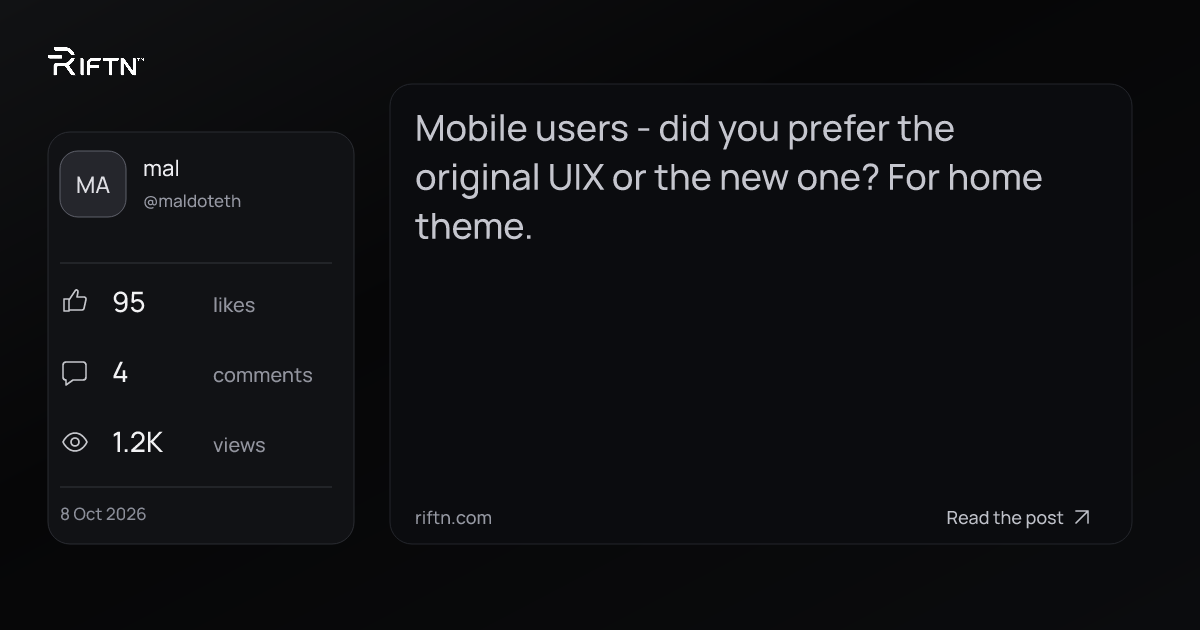 RIFTN™
MA
mal
@maldoteth
95 likes
4 comments
1.2K views
8 Oct 2026
Mobile users - did you prefer the
original UIX or the new one? For home
theme.
riftn.com
Read the post